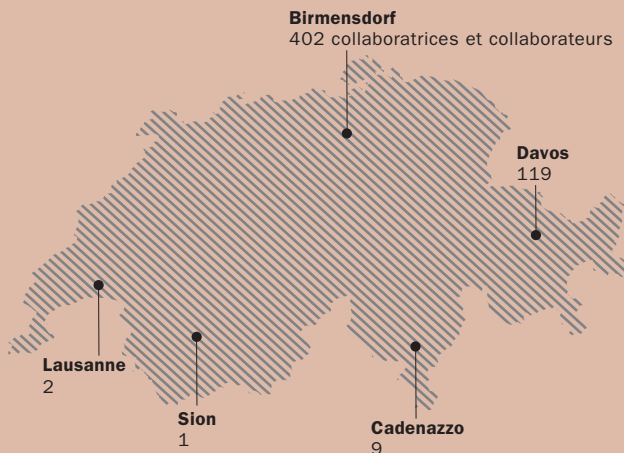 Birmensdorf
402 collaboratrices et collaborateurs
Davos
119
Lausanne
2
Sion
1
Cadenazzo
9